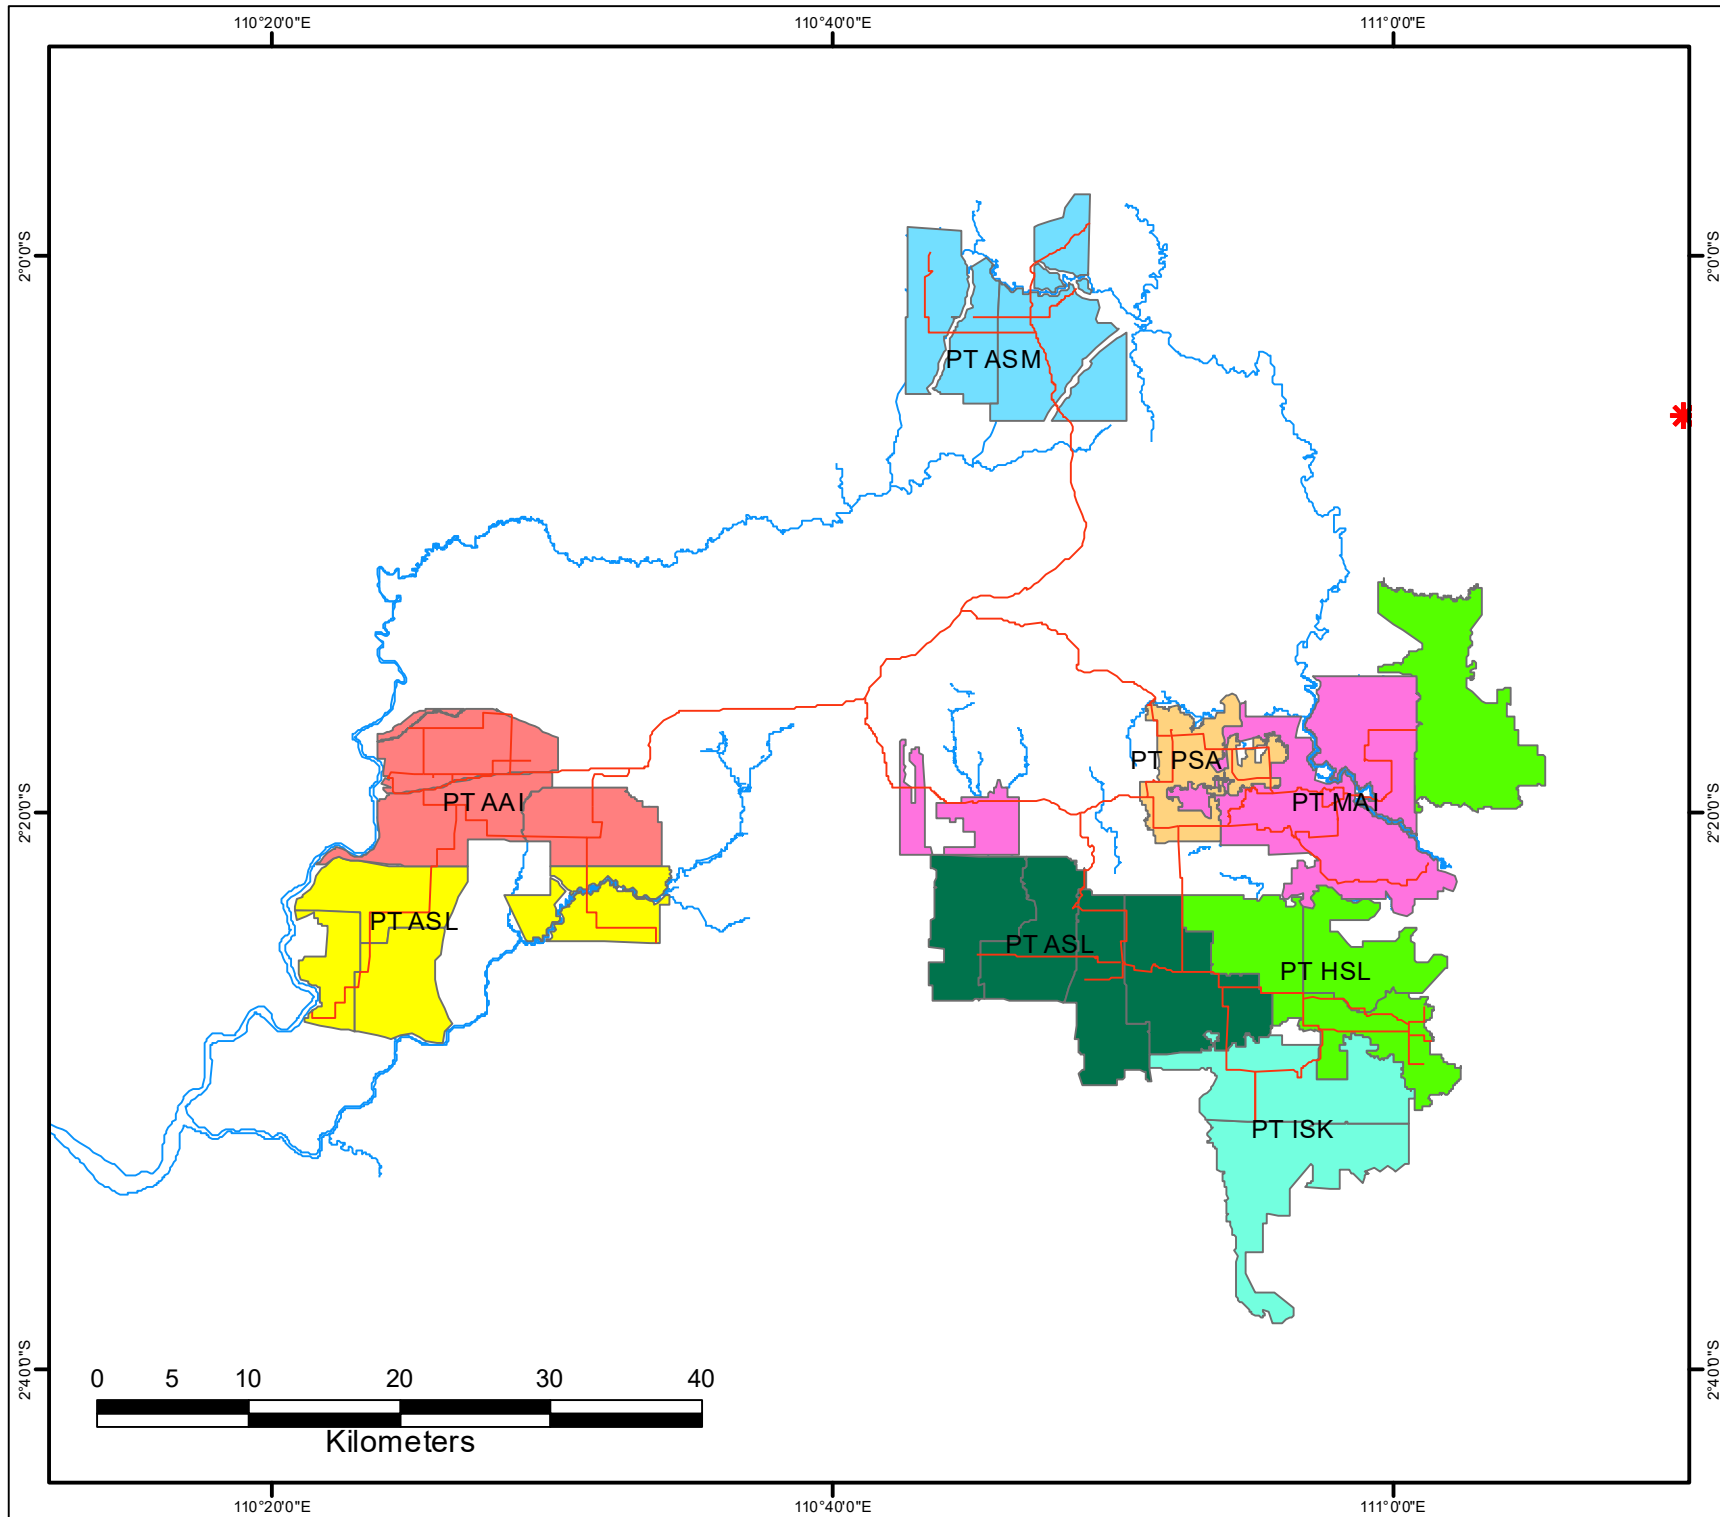 110°20'0"E 110°40'0"E 111°0'0"E
2°0'0"S 2°0'0"S
PT ASM
PT PSA
PT AAI PT MAI
2°20'0"S 2°20'0"S
PT ASL PT ASL
PT HSL
PT ISK
2°40'0"S 2°40'0"S
0 5 10 20 30 40
Kilometers
110°20'0"E 110°40'0"E 111°0'0"E